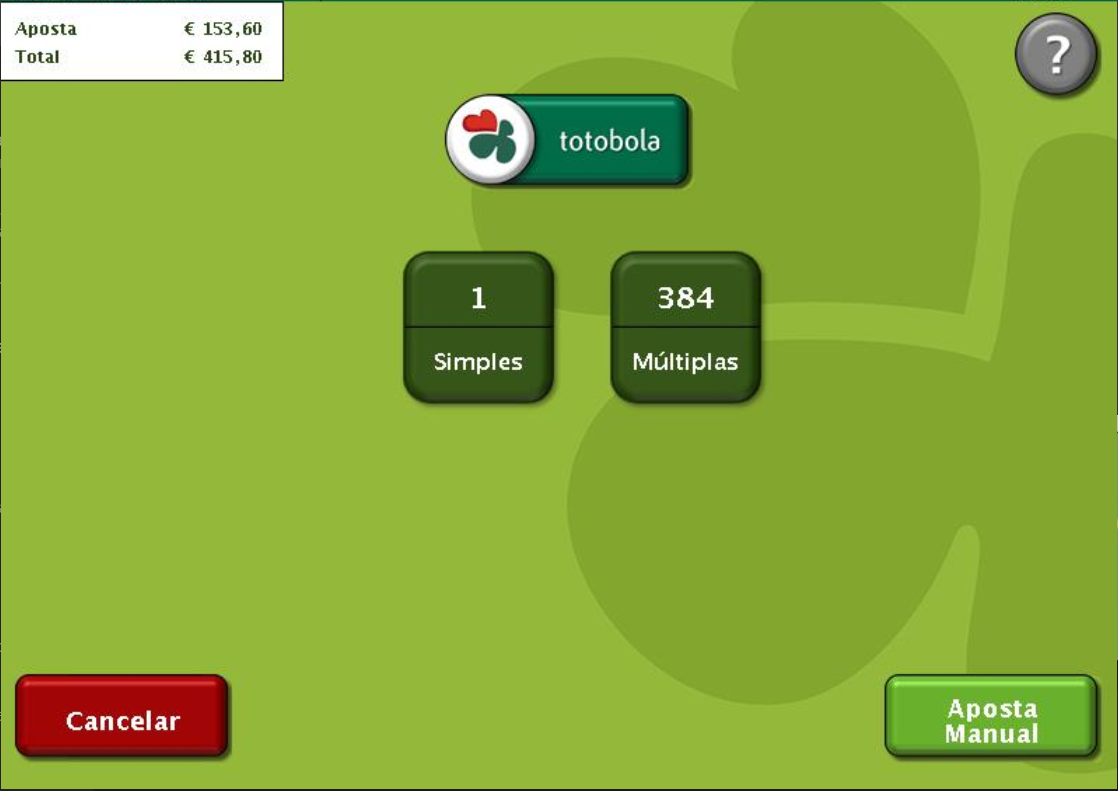 Aposta € 153,60
Total € 415,80
?
totobola
1
Simples
384
Múltiplas
Cancelar
Aposta
Manual